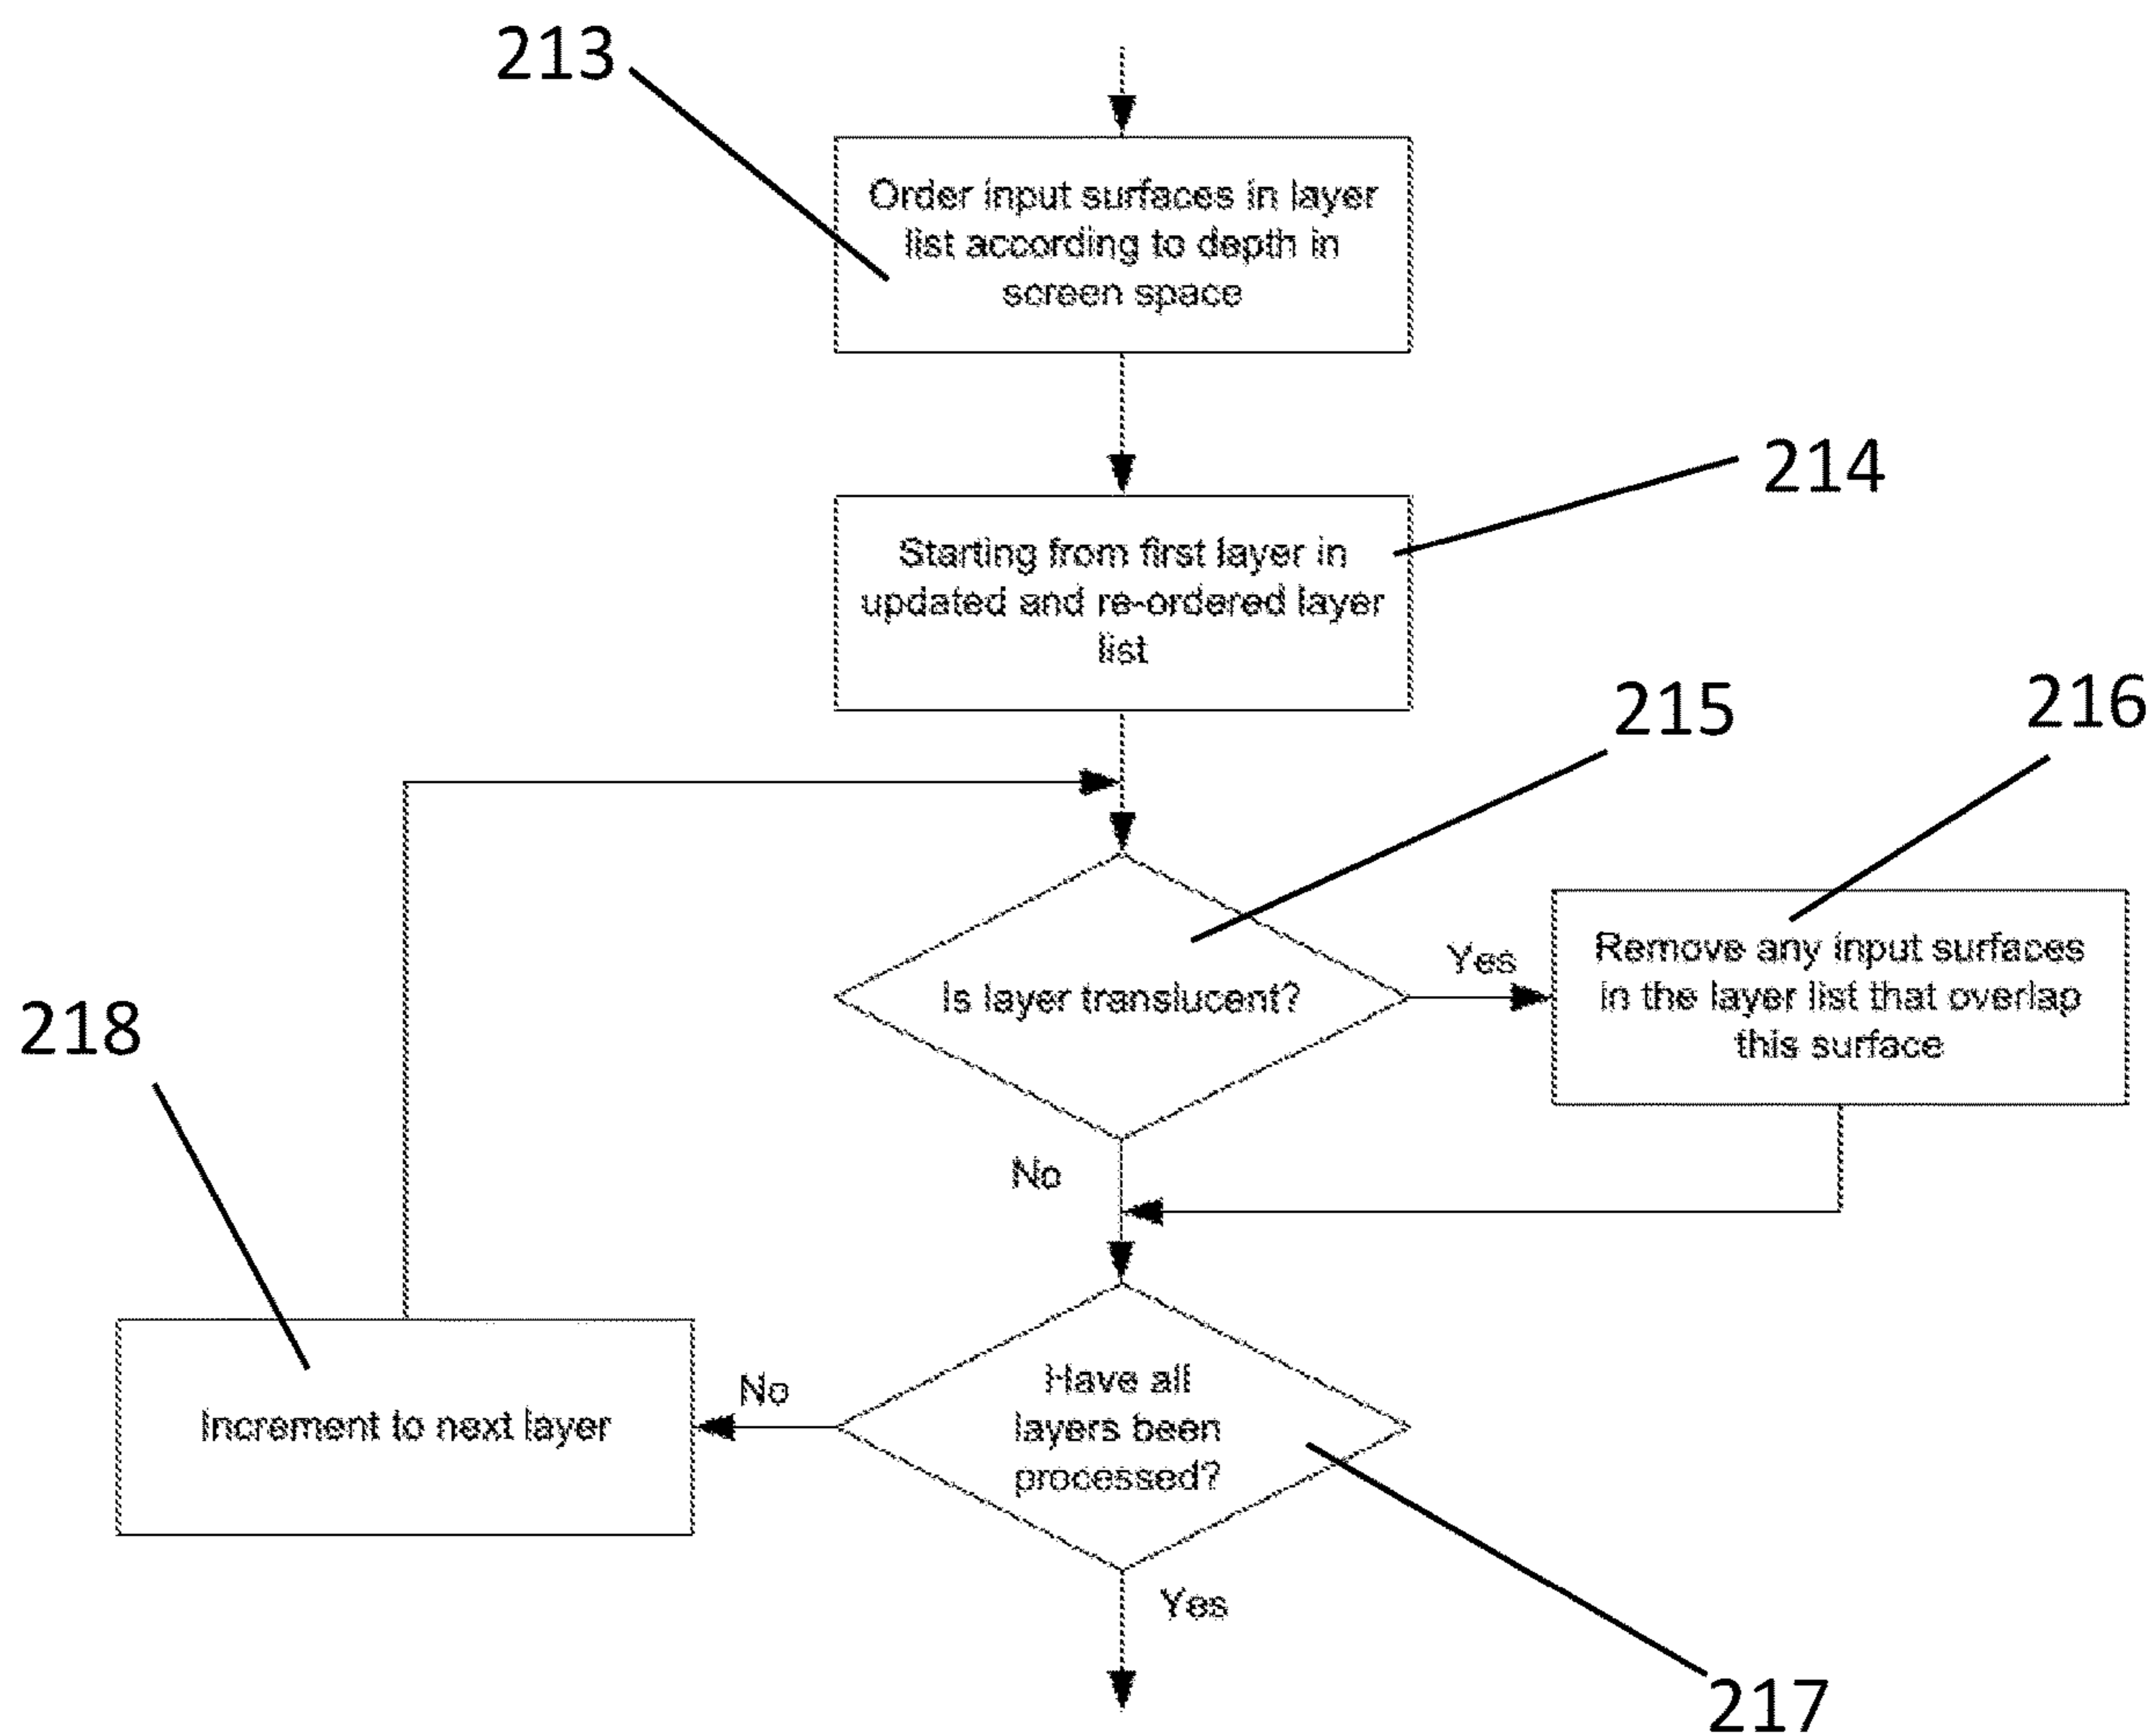 213
Order input surfaces in layer
list according to depth in
screen space
214
Starting from first layer in
updated and re-ordered layer
list
215
216
Is layer translucent?
Yes
Remove any input surfaces
in the layer list that overlap
this surface
218
No
Increment to next layer
No
Have all
layers been
processed?
Yes
217